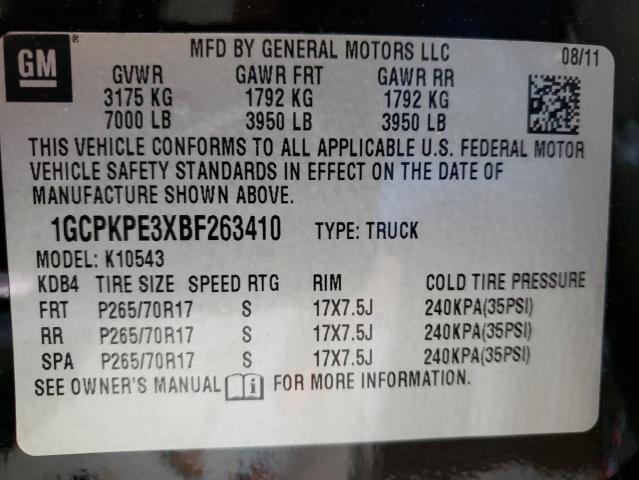 GM
MFD BY GENERAL MOTORS LLC 08/11
GVWR GAWR FRT GAWR RR
3175 KG 1792 KG 1792 KG
7000 LB 3950 LB 3950 LB
THIS VEHICLE CONFORMS TO ALL APPLICABLE U.S. FEDERAL MOTOR
VEHICLE SAFETY STANDARDS IN EFFECT ON THE DATE OF
MANUFACTURE SHOWN ABOVE.
1GCPKPE3XBF263410 TYPE: TRUCK
MODEL: K10543
KDB4 TIRE SIZE SPEED RTG RIM COLD TIRE PRESSURE
FRT P265/70R17 S 17X7.5J 240KPA(35PSI)
RR P265/70R17 S 17X7.5J 240KPA(35PSI)
SPA P265/70R17 S 17X7.5J 240KPA(35PSI)
SEE OWNER'S MANUAL i FOR MORE INFORMATION.